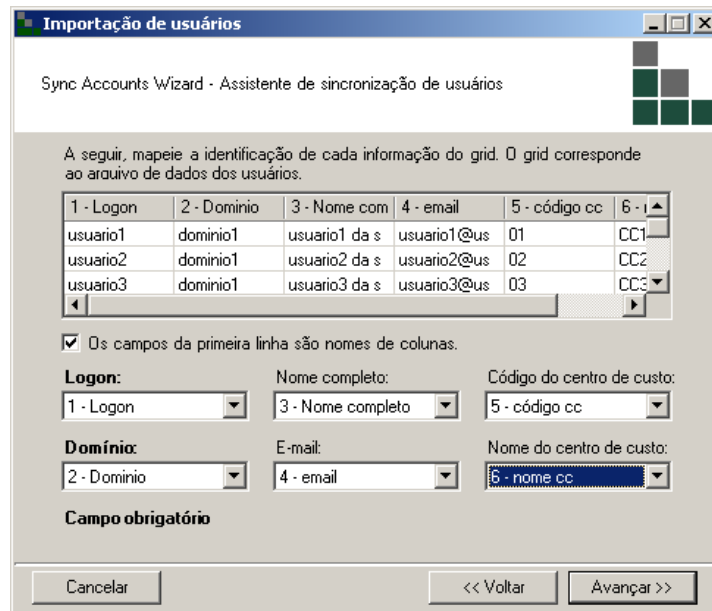 Importação de usuários
Sync Accounts Wizard - Assistente de sincronização de usuários
A seguir, mapeie a identificação de cada informação do grid. O grid corresponde
ao arquivo de dados dos usuários.
1 - Logon 2 - Dominio 3 - Nome com 4 - email 5 - código cc 6 -
usuario1 dominio1 usuario1 da s usuario1@us 01 CC1
usuario2 dominio1 usuario2 da s usuario2@us 02 CC2
usuario3 dominio1 usuario3 da s usuario3@us 03 CC3
Os campos da primeira linha são nomes de colunas.
Logon: Nome completo: Código do centro de custo:
1 - Logon 3 - Nome completo 5 - código cc
Domínio: E-mail: Nome do centro de custo:
2 - Dominio 4 - email 6 - nome cc
Campo obrigatório
Cancelar << Voltar Avançar >>